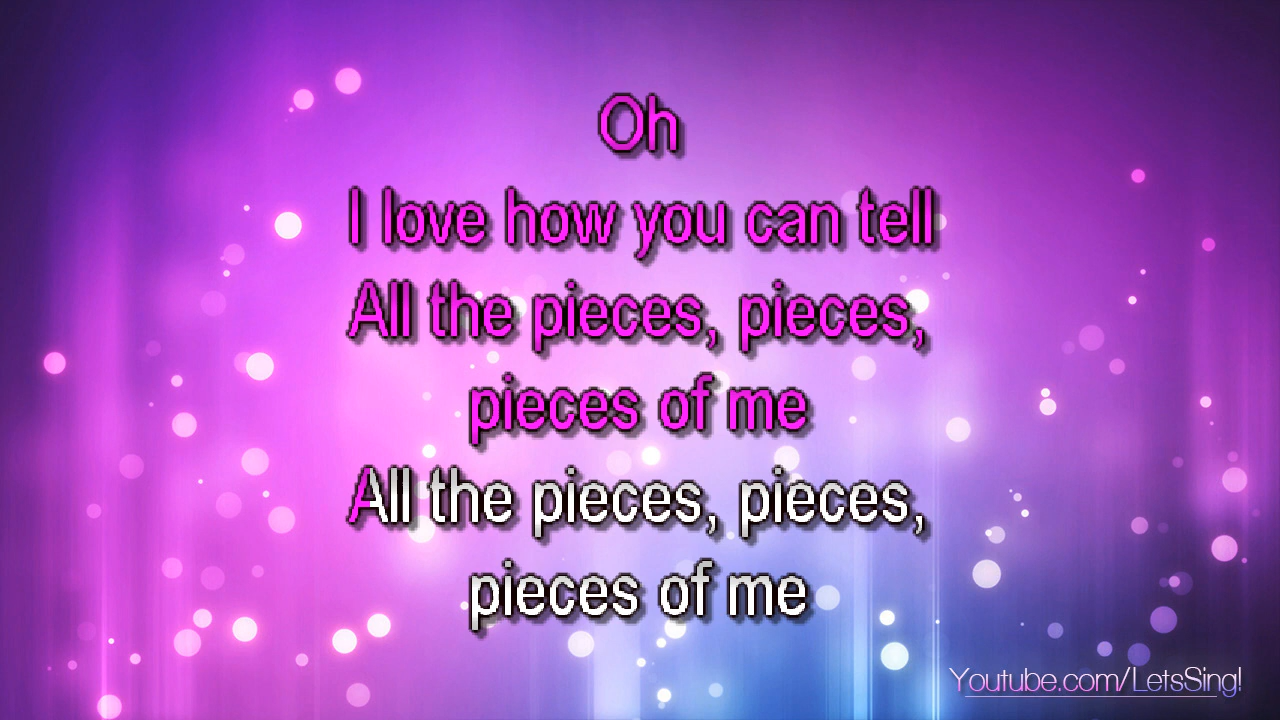 Oh
I love how you can tell
All the pieces, pieces,
pieces of me
All the pieces, pieces,
pieces of me
Youtube.com/LetsSing!